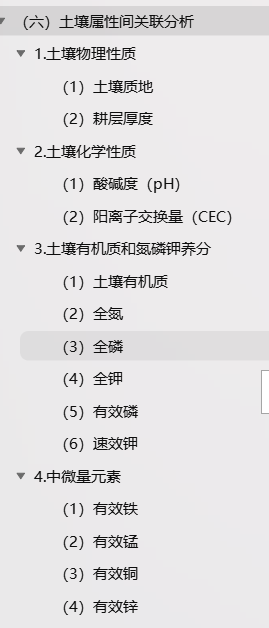 （六）土壤属性间关联分析
1.土壤物理性质
（1）土壤质地
（2）耕层厚度
2.土壤化学性质
（1）酸碱度（pH）
（2）阳离子交换量（CEC）
3.土壤有机质和氮磷钾养分
（1）土壤有机质
（2）全氮
（3）全磷
（4）全钾
（5）有效磷
（6）速效钾
4.中微量元素
（1）有效铁
（2）有效锰
（3）有效铜
（4）有效锌